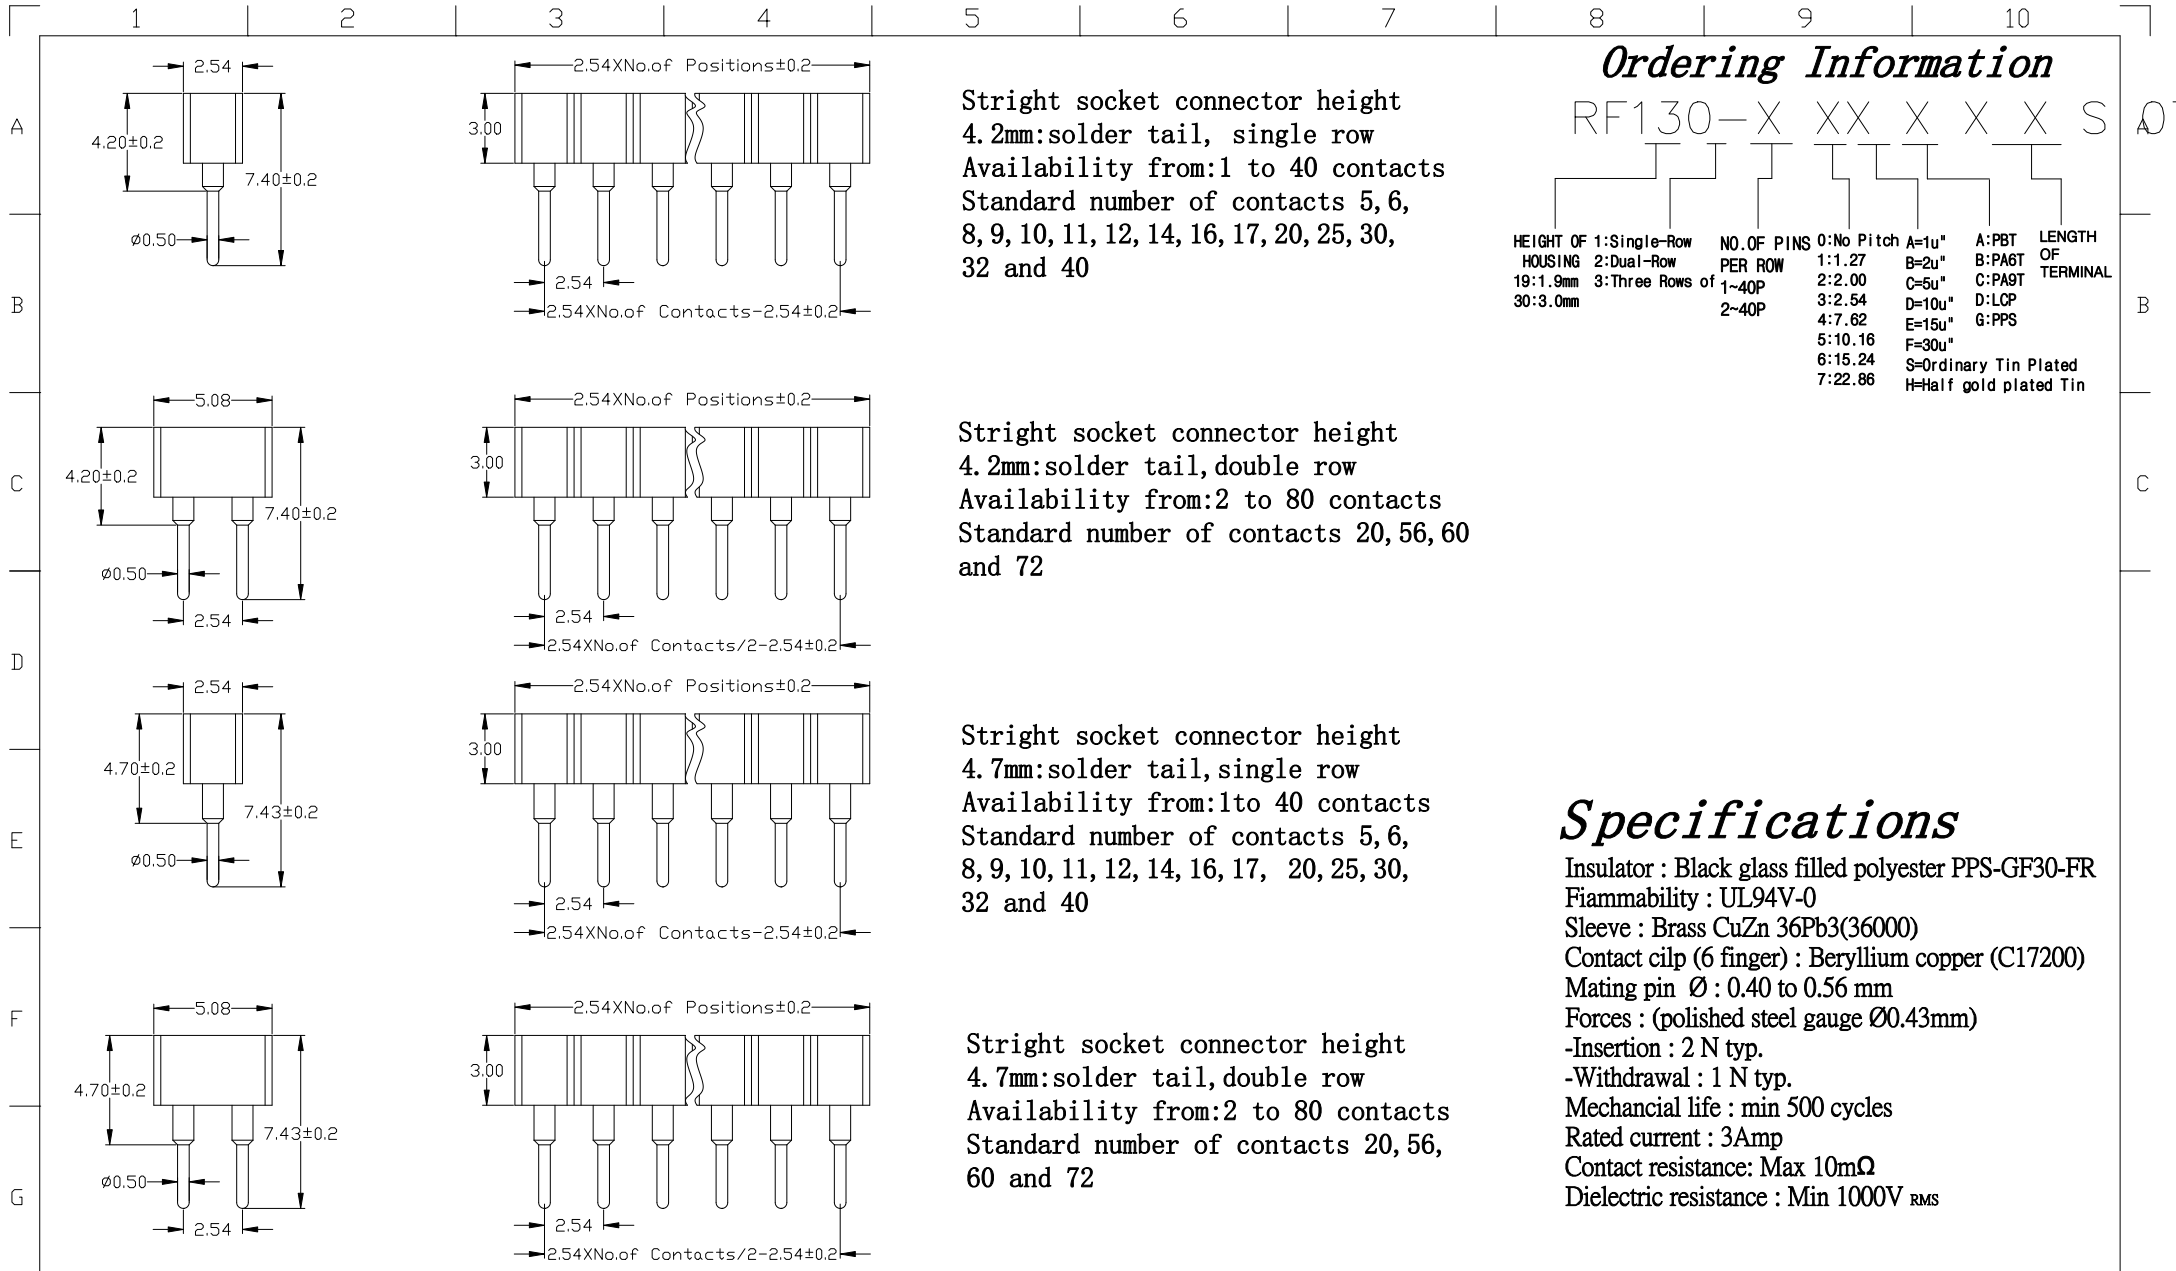 1 2 3 4 5 6 7 8 9 10
A
B
C
D
E
F
G
A
B
C
2.54
4.20±0.2
7.40±0.2
ø0.50
2.54XNo.of Positions±0.2
3.00
2.54
2.54XNo.of Contacts-2.54±0.2
Stright socket connector height
4.2mm:solder tail, single row
Availability from:1 to 40 contacts
Standard number of contacts 5,6,
8,9,10,11,12,14,16,17,20,25,30,
32 and 40
Ordering Information
RF130-X XX X X X S
HEIGHT OF
HOUSING
19:1.9mm
30:3.0mm
1:Single-Row
2:Dual-Row
3:Three Rows of
NO.OF PINS
PER ROW
1~40P
2~40P
0:No Pitch
1:1.27
2:2.00
3:2.54
4:7.62
5:10.16
6:15.24
7:22.86
A=1u"
B=2u"
C=5u"
D=10u"
E=15u"
F=30u"
S=Ordinary Tin Plated
H=Half gold plated Tin
A:PBT
B:PA6T
C:PA9T
D:LCP
G:PPS
LENGTH
OF
TERMINAL
5.08
4.20±0.2
7.40±0.2
ø0.50
2.54
2.54XNo.of Positions±0.2
3.00
2.54
2.54XNo.of Contacts/2-2.54±0.2
Stright socket connector height
4.2mm:solder tail,double row
Availability from:2 to 80 contacts
Standard number of contacts 20,56,60
and 72
2.54
4.70±0.2
7.43±0.2
ø0.50
2.54XNo.of Positions±0.2
3.00
2.54
2.54XNo.of Contacts-2.54±0.2
Stright socket connector height
4.7mm:solder tail,single row
Availability from:1to 40 contacts
Standard number of contacts 5,6,
8,9,10,11,12,14,16,17, 20,25,30,
32 and 40
5.08
4.70±0.2
7.43±0.2
ø0.50
2.54
2.54XNo.of Positions±0.2
3.00
2.54
2.54XNo.of Contacts/2-2.54±0.2
Stright socket connector height
4.7mm:solder tail,double row
Availability from:2 to 80 contacts
Standard number of contacts 20,56,
60 and 72
Specifications
Insulator : Black glass filled polyester PPS-GF30-FR
Fiammability : UL94V-0
Sleeve : Brass CuZn 36Pb3(36000)
Contact cilp (6 finger) : Beryllium copper (C17200)
Mating pin Ø : 0.40 to 0.56 mm
Forces : (polished steel gauge Ø0.43mm)
-Insertion : 2 N typ.
-Withdrawal : 1 N typ.
Mechancial life : min 500 cycles
Rated current : 3Amp
Contact resistance: Max 10mΩ
Dielectric resistance : Min 1000V RMS